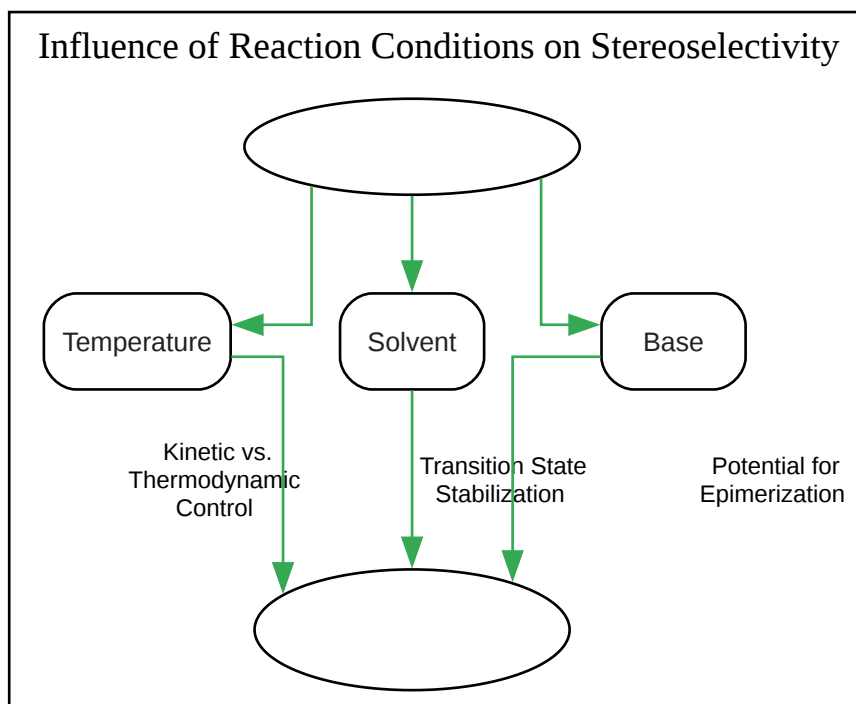 Influence of Reaction Conditions on Stereoselectivity
Temperature
Solvent
Base
Kinetic vs.
Thermodynamic
Control
Transition State
Stabilization
Potential for
Epimerization